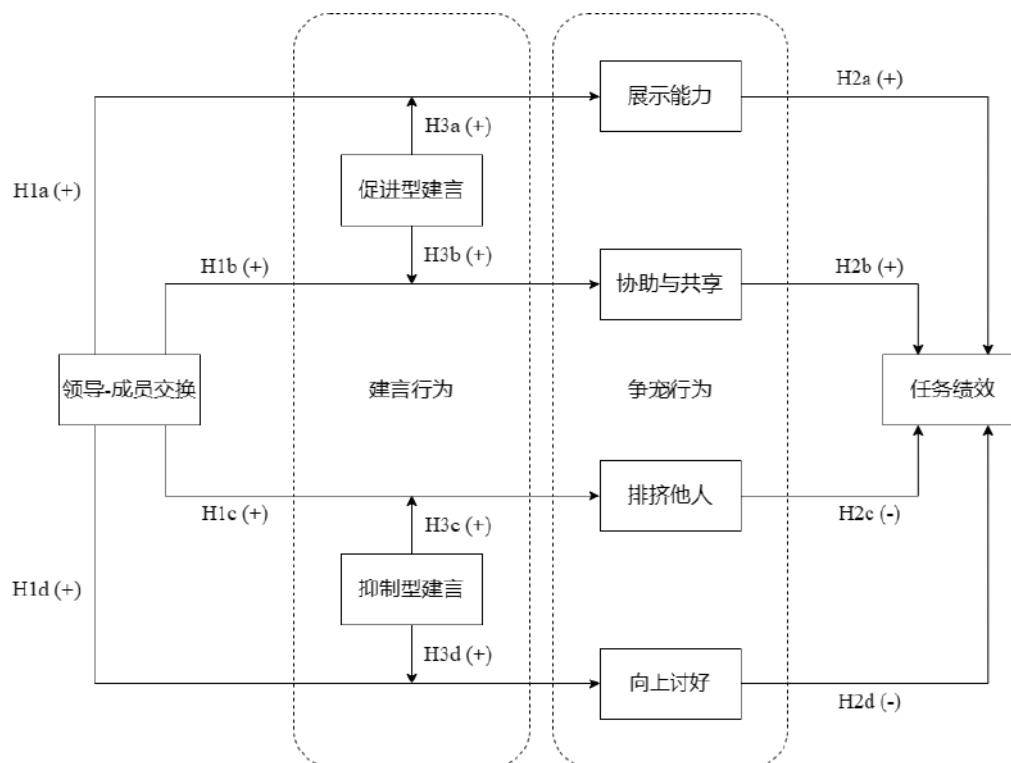 展示能力
H2a (+)
H3a (+)
促进型建言
H1a (+)
H3b (+)
H1b (+)
协助与共享
H2b (+)
领导-成员交换
建言行为
争宠行为
任务绩效
排挤他人
H1c (+)
H3c (+)
H2c (-)
抑制型建言
H1d (+)
H3d (+)
向上讨好
H2d (-)